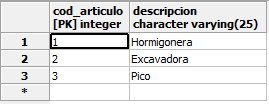 cod_articulo descripcion
[PK] integer character varying(25)
1 1 Hormigonera
2 2 Excavadora
3 3 Pico
*